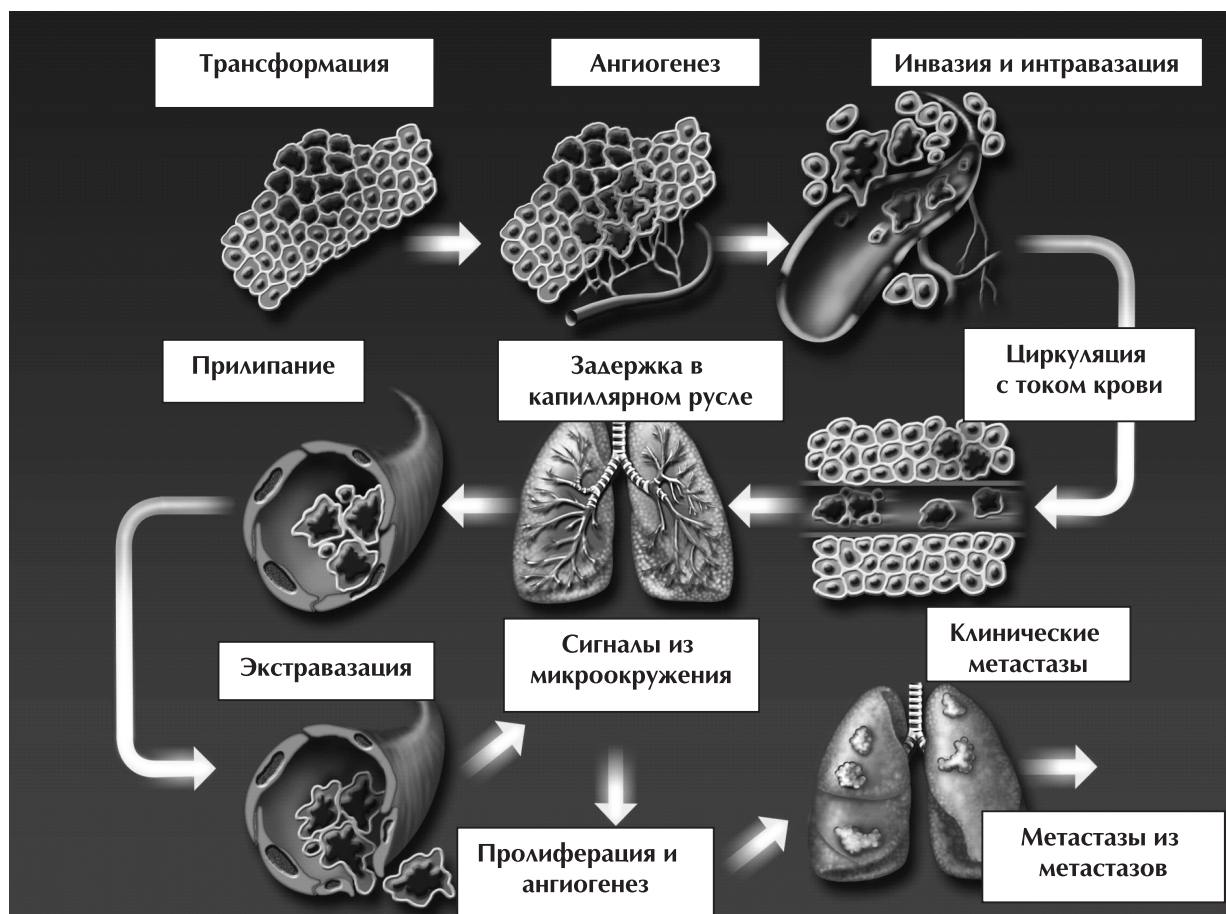 Трансформация
Ангиогенез
Инвазия и интравазация
Прилипание
Задержка в
капиллярном русле
Циркуляция
с током крови
Экстравазация
Сигналы из
микроокружения
Клинические
метастазы
Пролиферация и
ангиогенез
Метастазы из
метастазов